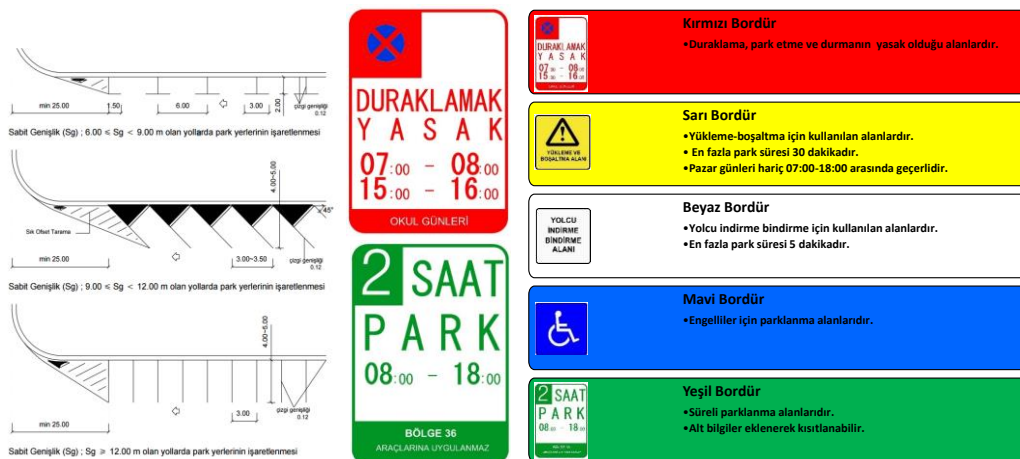 min 25.00
1.50
6.00
3.00
2.00
çizgi genişliği
0.12
Sabit Genişlik (Sg) ; 6.00 ≤ Sg < 9.00 m olan yollarda park yerlerinin işaretlenmesi
4.00~5.00
45°
Sık Ofset Tarama
min 25.00
3.00~3.50
çizgi genişliği
0.12
Sabit Genişlik (Sg) ; 9.00 ≤ Sg < 12.00 m olan yollarda park yerlerinin işaretlenmesi
4.00~5.00
min 25.00
3.00
çizgi genişliği
0.12
Sabit Genişlik (Sg) ; Sg ≥ 12.00 m olan yollarda park yerlerinin işaretlenmesi
DURAKLAMAK
YASAK
07:00 - 08:00
15:00 - 16:00
OKUL GÜNLERİ
2 SAAT
PARK
08:00 - 18:00
BÖLGE 36
ARAÇLARINA UYGULANMAZ
DURAKLAMAK
YASAK
07:00 - 08:00
15:00 - 16:00
Kırmızı Bordür
•Duraklama, park etme ve durmanın yasak olduğu alanlardır.
YÜKLEME VE
BOŞALTMA ALANI
Sarı Bordür
•Yükleme-boşaltma için kullanılan alanlardır.
• En fazla park süresi 30 dakikadır.
•Pazar günleri hariç 07:00-18:00 arasında geçerlidir.
YOLCU
İNDİRME
BİNDİRME
ALANI
Beyaz Bordür
•Yolcu indirme bindirme için kullanılan alanlardır.
•En fazla park süresi 5 dakikadır.
Mavi Bordür
•Engelliler için parklanma alanlarıdır.
2 SAAT
PARK
08:00 - 18:00
Yeşil Bordür
•Süreli parklanma alanlarıdır.
•Alt bilgiler eklenerek kısıtlanabilir.